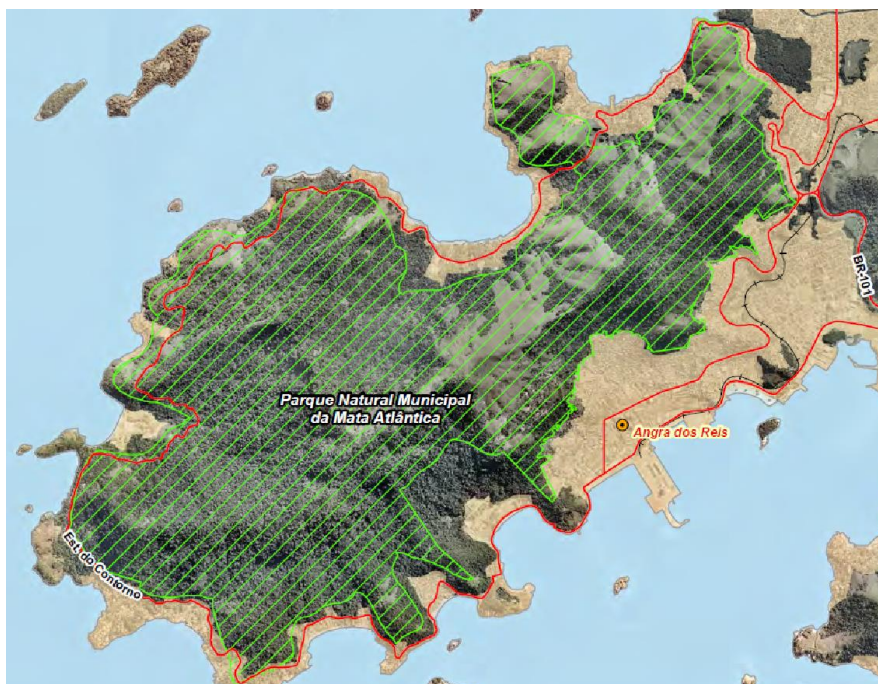 BR-101
Parque Natural Municipal
da Mata Atlântica
Angra dos Reis
Est. do Contorno